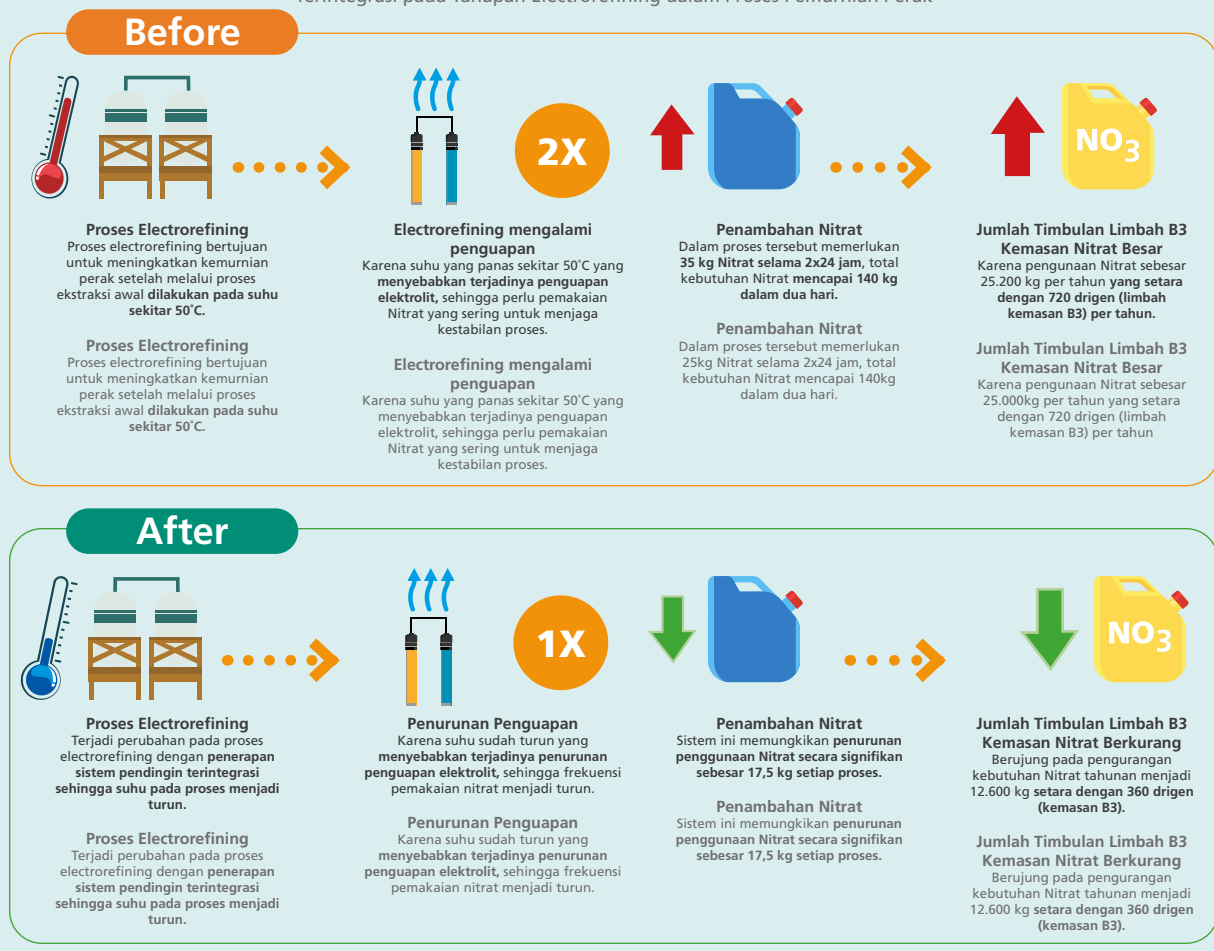 Terintegrasi pada Tahapan Electrorefining dalam Proses Pemurnian Perak
Before
2X
NO3
Proses Electrorefining
Proses electrorefining bertujuan
untuk meningkatkan kemurnian
perak setelah melalui proses
ekstraksi awal dilakukan pada suhu
sekitar 50°C.
Proses Electrorefining
Proses electrorefining bertujuan
untuk meningkatkan kemurnian
perak setelah melalui proses
ekstraksi awal dilakukan pada suhu
sekitar 50°C.
Electrorefining mengalami
penguapan
Karena suhu yang panas sekitar 50°C yang
menyebabkan terjadinya penguapan
elektrolit, sehingga perlu pemakaian
Nitrat yang sering untuk menjaga
kestabilan proses.
Electrorefining mengalami
penguapan
Karena suhu yang panas sekitar 50°C yang
menyebabkan terjadinya penguapan
elektrolit, sehingga perlu pemakaian
Nitrat yang sering untuk menjaga
kestabilan proses.
Penambahan Nitrat
Dalam proses tersebut memerlukan
35 kg Nitrat selama 2x24 jam, total
kebutuhan Nitrat mencapai 140 kg
dalam dua hari.
Penambahan Nitrat
Dalam proses tersebut memerlukan
25kg Nitrat selama 2x24 jam, total
kebutuhan Nitrat mencapai 140kg
dalam dua hari.
Jumlah Timbulan Limbah B3
Kemasan Nitrat Besar
Karena pengunaan Nitrat sebesar
25.200 kg per tahun yang setara
dengan 720 drigen (limbah
kemasan B3) per tahun.
Jumlah Timbulan Limbah B3
Kemasan Nitrat Besar
Karena pengunaan Nitrat sebesar
25.000kg per tahun yang setara
dengan 720 drigen (limbah
kemasan B3) per tahun
After
1X
NO3
Proses Electrorefining
Terjadi perubahan pada proses
electrorefining dengan penerapan
sistem pendingin terintegrasi
sehingga suhu pada proses menjadi
turun.
Proses Electrorefining
Terjadi perubahan pada proses
electrorefining dengan penerapan
sistem pendingin terintegrasi
sehingga suhu pada proses menjadi
turun.
Penurunan Penguapan
Karena suhu sudah turun yang
menyebabkan terjadinya penurunan
penguapan elektrolit, sehingga frekuensi
pemakaian nitrat menjadi turun.
Penurunan Penguapan
Karena suhu sudah turun yang
menyebabkan terjadinya penurunan
penguapan elektrolit, sehingga frekuensi
pemakaian nitrat menjadi turun.
Penambahan Nitrat
Sistem ini memungkikan penurunan
penggunaan Nitrat secara signifikan
sebesar 17,5 kg setiap proses.
Penambahan Nitrat
Sistem ini memungkikan penurunan
penggunaan Nitrat secara signifikan
sebesar 17,5 kg setiap proses.
Jumlah Timbulan Limbah B3
Kemasan Nitrat Berkurang
Berujung pada pengurangan
kebutuhan Nitrat tahunan menjadi
12.600 kg setara dengan 360 drigen
(kemasan B3).
Jumlah Timbulan Limbah B3
Kemasan Nitrat Berkurang
Berujung pada pengurangan
kebutuhan Nitrat tahunan menjadi
12.600 kg setara dengan 360 drigen
(kemasan B3).